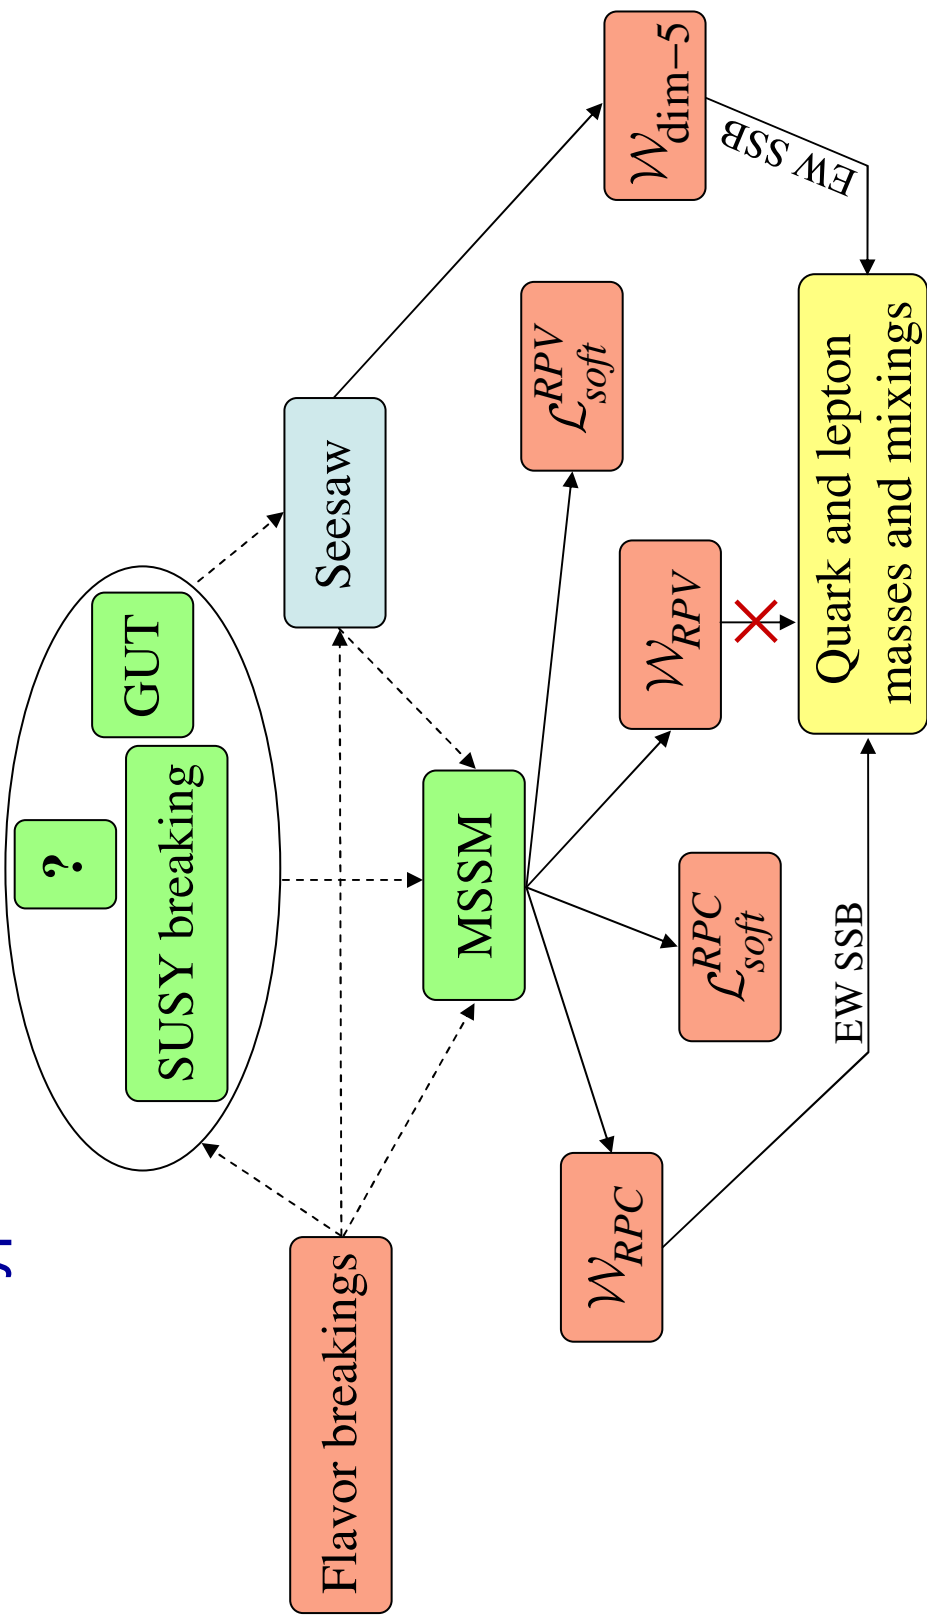 ?
GUT
SUSY breaking
Flavor breakings
Seesaw
MSSM
𝒲_RPC
ℒ^RPC_soft
𝒲_RPV
ℒ^RPV_soft
𝒲_dim−5
EW SSB
EW SSB
Quark and lepton
masses and mixings